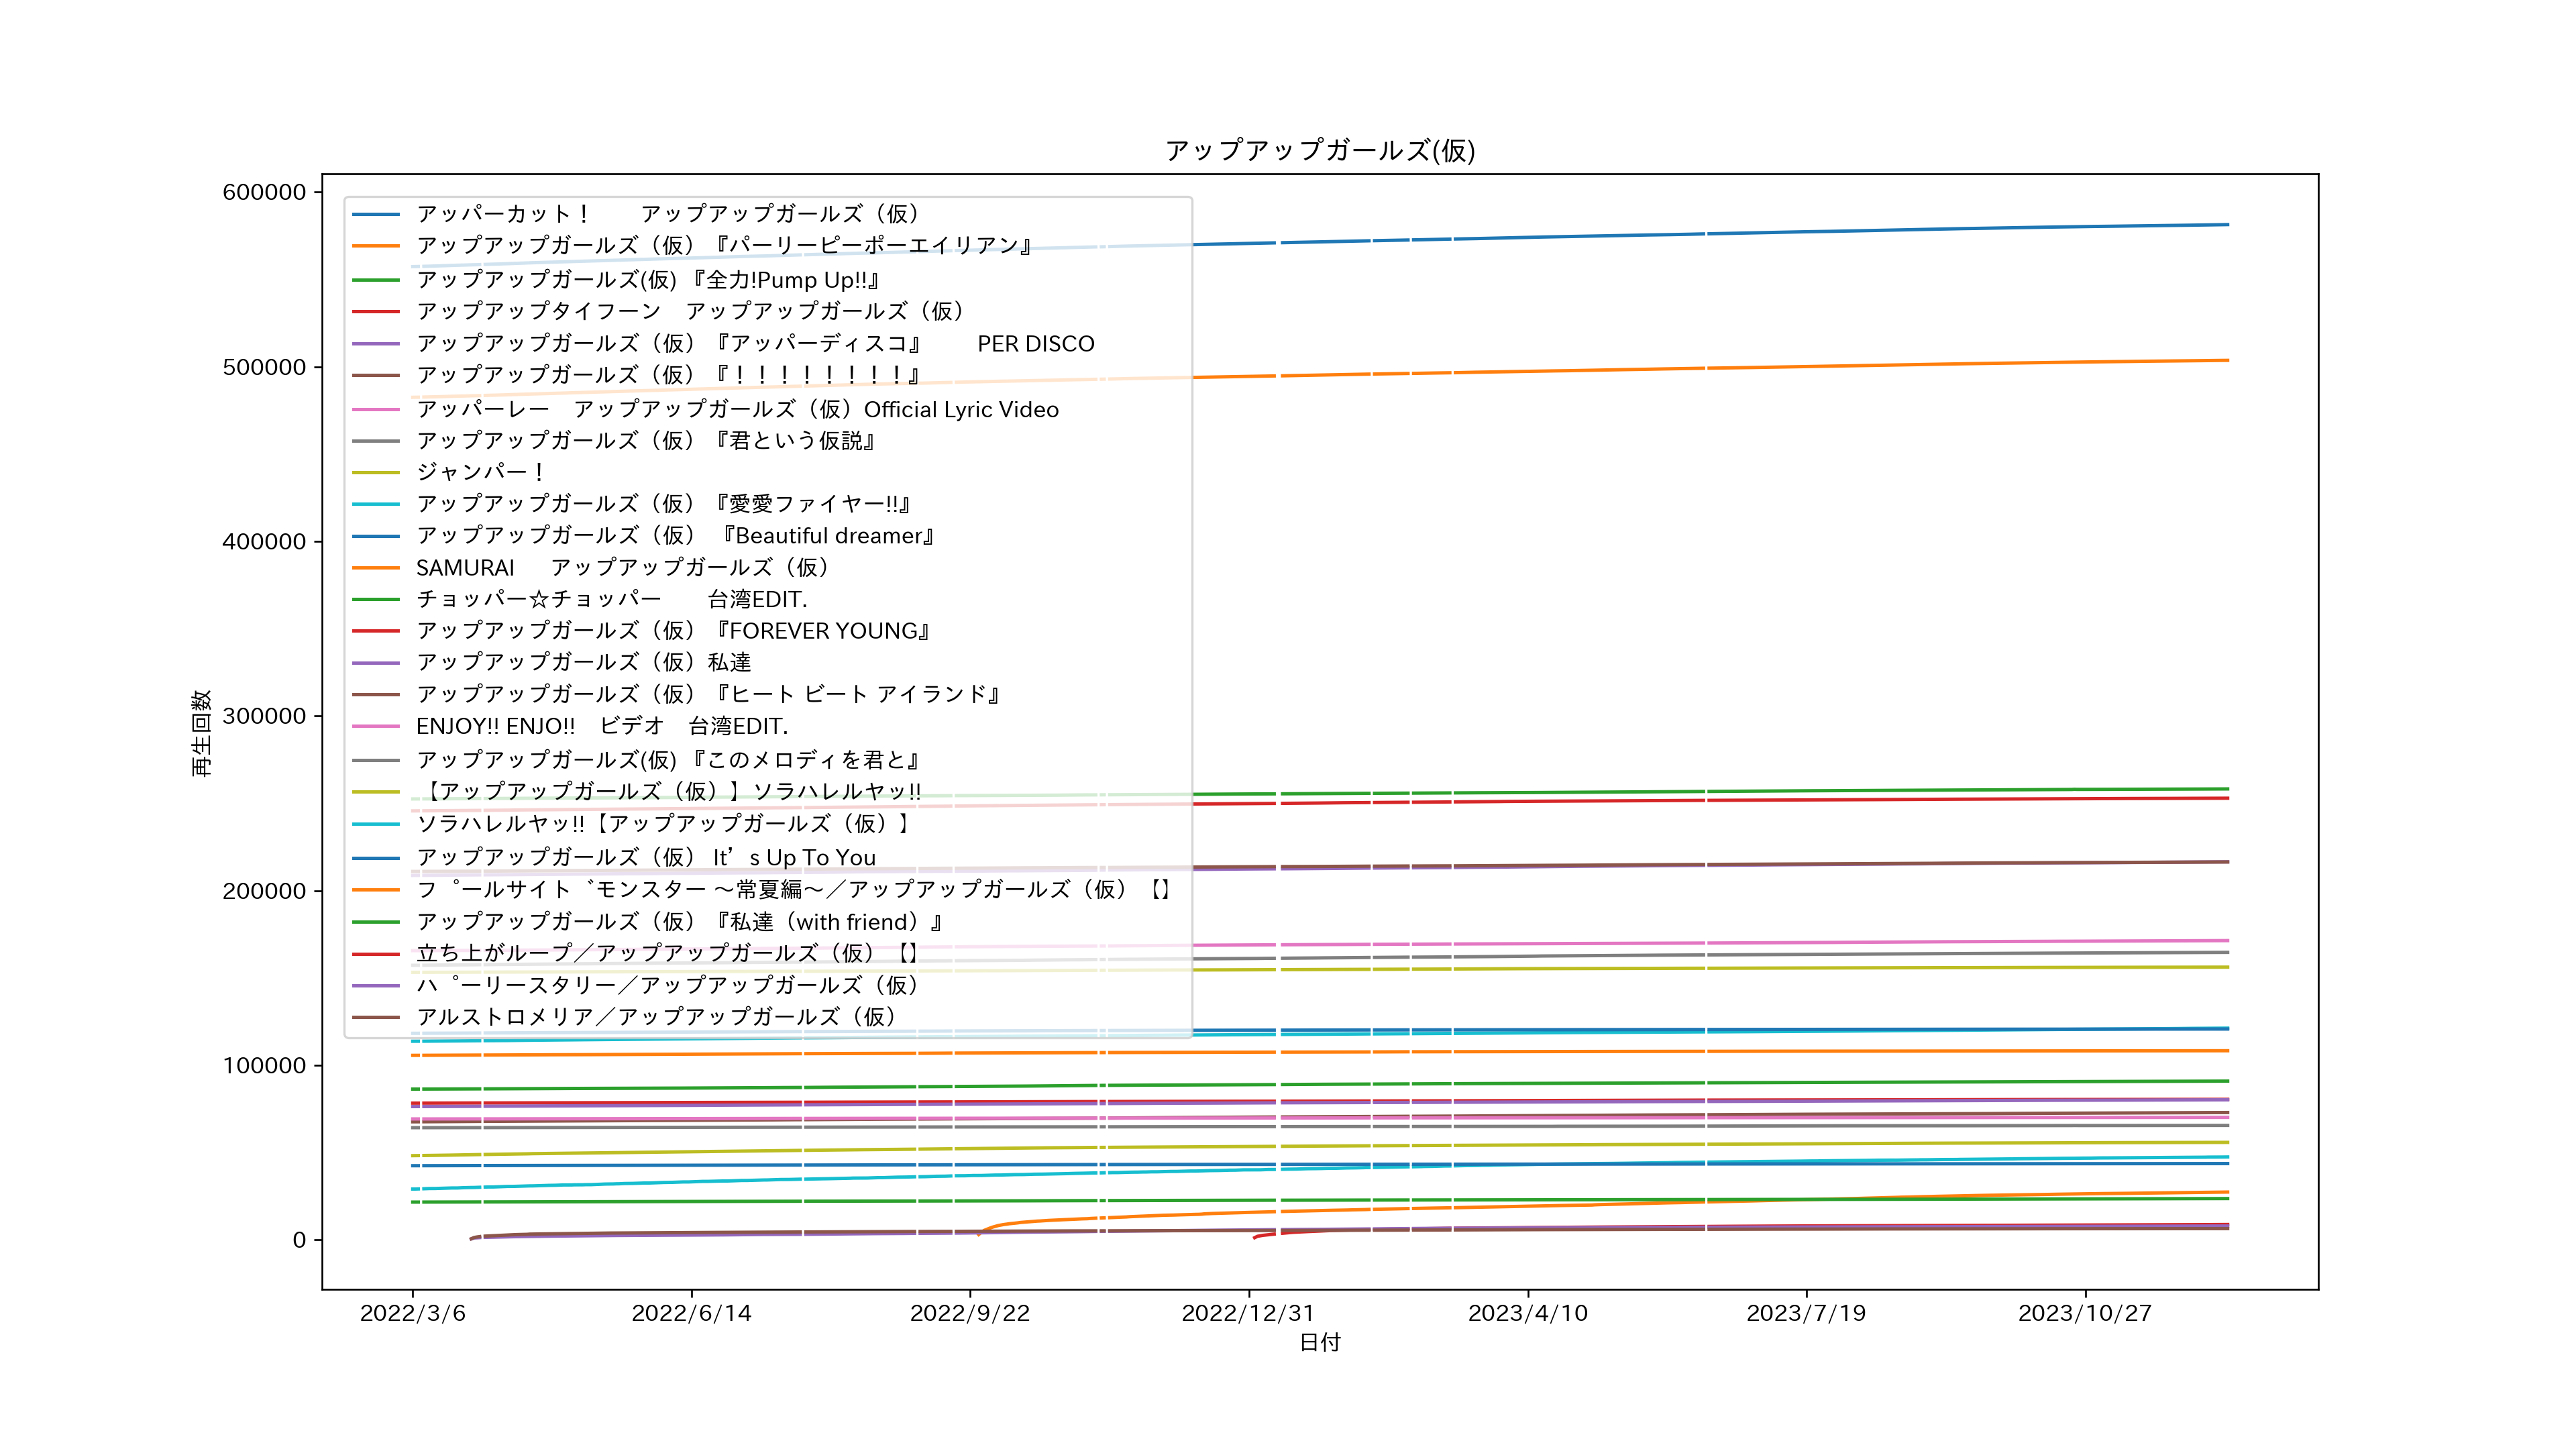 アップアップガールズ(仮)
600000
500000
400000
300000
200000
100000
0
再生回数
アッパーカット！　　アップアップガールズ（仮）
アップアップガールズ（仮）『パーリーピーポーエイリアン』
アップアップガールズ(仮) 『全力!Pump Up!!』
アップアップタイフーン　アップアップガールズ（仮）
アップアップガールズ（仮）『アッパーディスコ』　　PER DISCO
アップアップガールズ（仮）『！！！！！！！！』
アッパーレー　アップアップガールズ（仮）Official Lyric Video
アップアップガールズ（仮）『君という仮説』
ジャンパー！
アップアップガールズ（仮）『愛愛ファイヤー!!』
アップアップガールズ（仮） 『Beautiful dreamer』
SAMURAI　 アップアップガールズ（仮）
チョッパー☆チョッパー　　台湾EDIT.
アップアップガールズ（仮）『FOREVER YOUNG』
アップアップガールズ（仮）私達
アップアップガールズ（仮）『ヒート ビート アイランド』
ENJOY!! ENJO!!　ビデオ　台湾EDIT.
アップアップガールズ(仮) 『このメロディを君と』
【アップアップガールズ（仮）】ソラハレルヤッ!!
ソラハレルヤッ!!【アップアップガールズ（仮）】
アップアップガールズ（仮） It’s Up To You
フ゜ールサイト゛モンスター 〜常夏編〜／アップアップガールズ（仮）【】
アップアップガールズ（仮）『私達（with friend）』
立ち上がループ／アップアップガールズ（仮）【】
ハ゜ーリースタリー／アップアップガールズ（仮）
アルストロメリア／アップアップガールズ（仮）
2022/3/6 2022/6/14 2022/9/22 2022/12/31 2023/4/10 2023/7/19 2023/10/27
日付